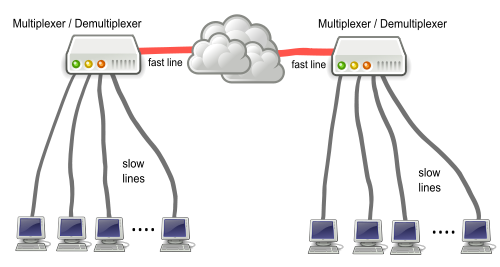 Multiplexer / Demultiplexer
Multiplexer / Demultiplexer
fast line
fast line
slow
lines
slow
lines